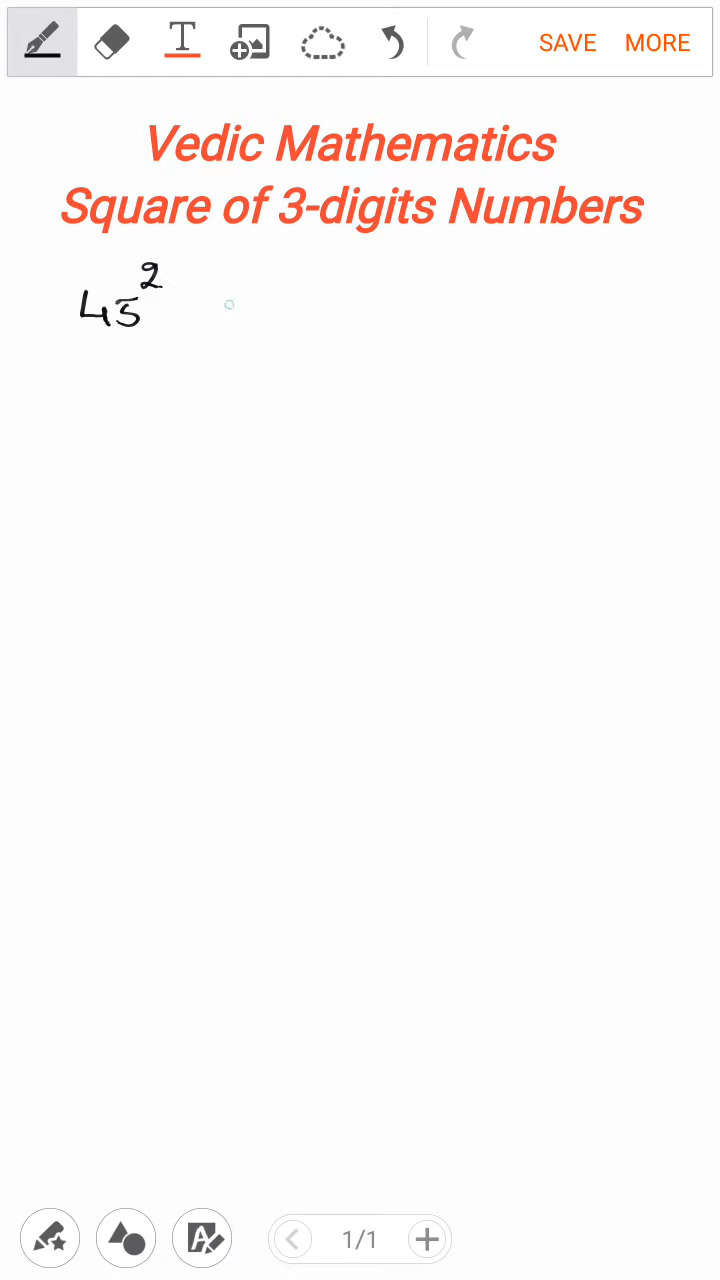 T SAVE MORE
Vedic Mathematics
Square of 3-digits Numbers
45²
A 1/1